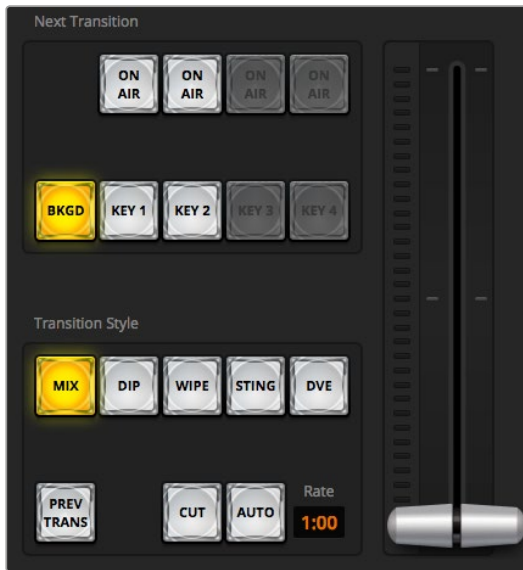 Next Transition
ON AIR ON AIR ON AIR ON AIR
BKGD KEY 1 KEY 2 KEY 3 KEY 4
Transition Style
MIX DIP WIPE STING DVE
PREV TRANS CUT AUTO Rate 1:00